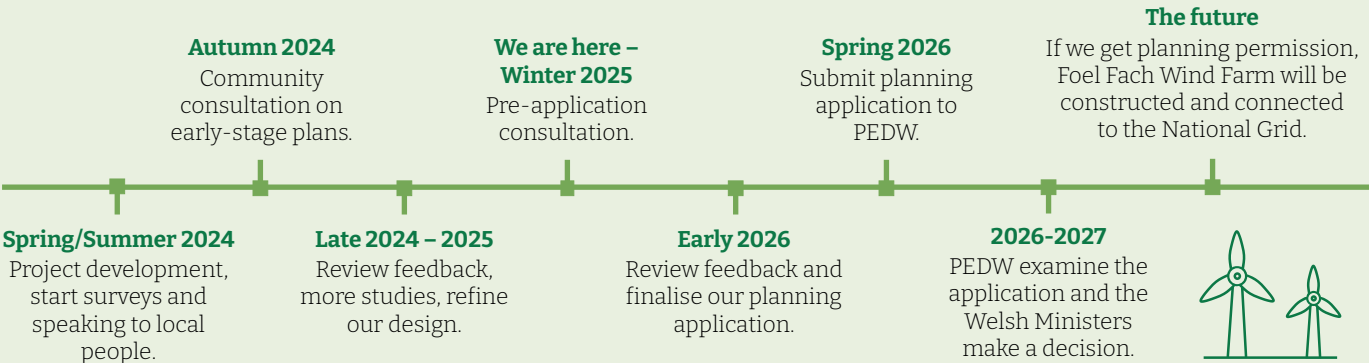 Spring/Summer 2024
Project development,
start surveys and
speaking to local
people.
Autumn 2024
Community
consultation on
early-stage plans.
Late 2024 – 2025
Review feedback,
more studies, refine
our design.
We are here –
Winter 2025
Pre-application
consultation.
Early 2026
Review feedback and
finalise our planning
application.
Spring 2026
Submit planning
application to
PEDW.
2026-2027
PEDW examine the
application and the
Welsh Ministers
make a decision.
The future
If we get planning permission,
Foel Fach Wind Farm will be
constructed and connected
to the National Grid.